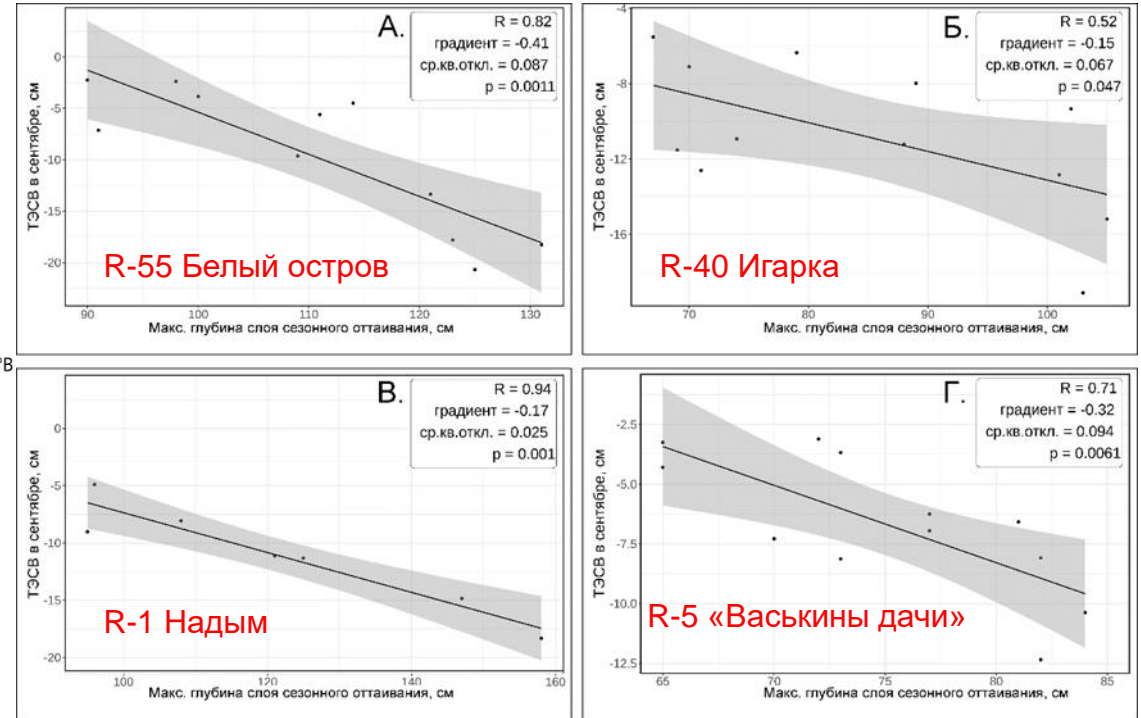 А.
R = 0.82
градиент = -0.41
ср.кв.откл. = 0.087
p = 0.0011
ТЭСВ в сентябре, см
0
-5
-10
-15
-20
R-55 Белый остров
90
100
110
120
130
Макс. глубина слоя сезонного оттаивания, см
Б.
R = 0.52
градиент = -0.15
ср.кв.откл. = 0.067
p = 0.047
ТЭСВ в сентябре, см
-4
-8
-12
-16
R-40 Игарка
70
80
90
100
Макс. глубина слоя сезонного оттаивания, см
°В
В.
R = 0.94
градиент = -0.17
ср.кв.откл. = 0.025
p = 0.001
ТЭСВ в сентябре, см
0
-5
-10
-15
-20
R-1 Надым
100
120
140
160
Макс. глубина слоя сезонного оттаивания, см
Г.
R = 0.71
градиент = -0.32
ср.кв.откл. = 0.094
p = 0.0061
ТЭСВ в сентябре, см
-2.5
-5.0
-7.5
-10.0
-12.5
R-5 «Васькины дачи»
65
70
75
80
85
Макс. глубина слоя сезонного оттаивания, см